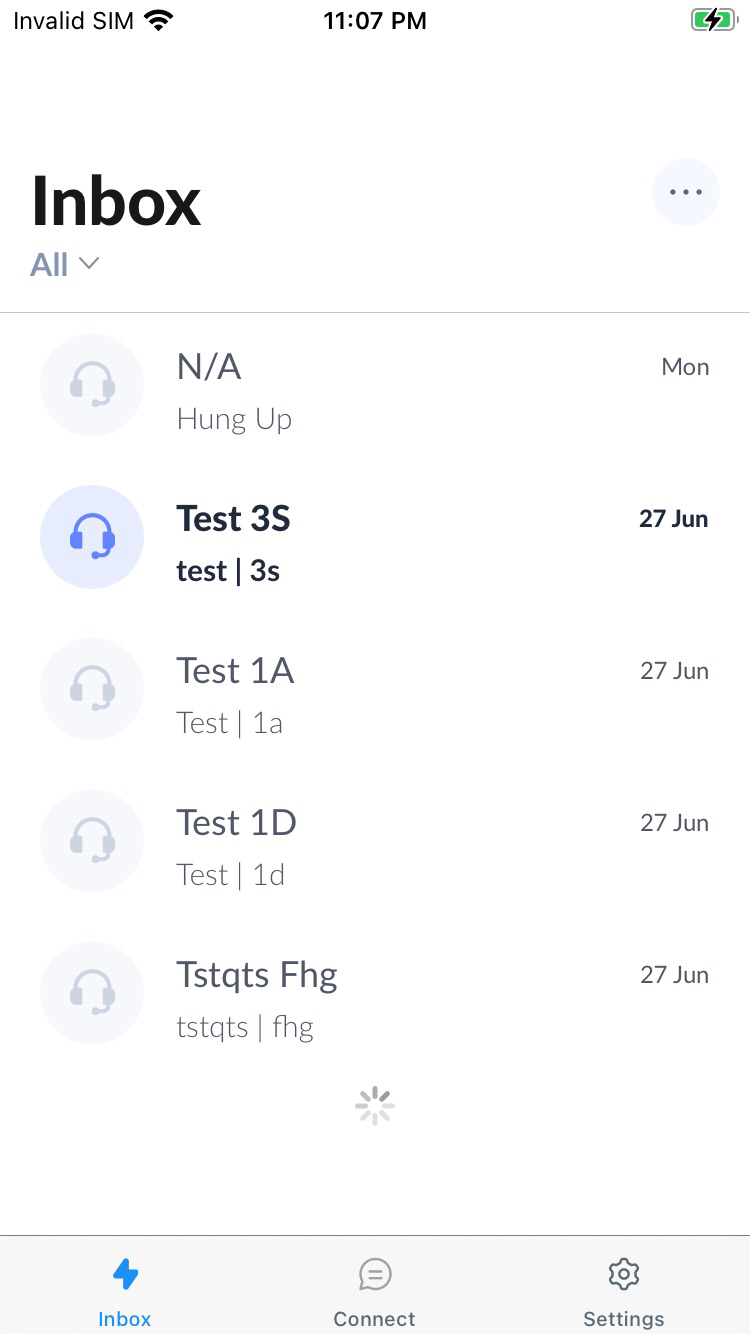 Invalid SIM 11:07 PM
Inbox
All
N/A Mon
Hung Up
Test 3S 27 Jun
test | 3s
Test 1A 27 Jun
Test | 1a
Test 1D 27 Jun
Test | 1d
Tstqts Fhg 27 Jun
tstqts | fhg
Inbox Connect Settings